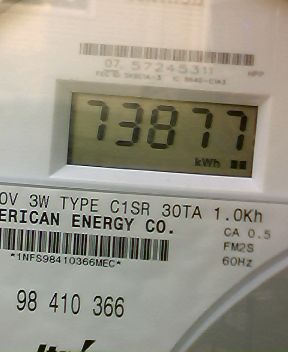 07 57245311
73877
kWh
0V 3W TYPE C1SR 30TA 1.0Kh
ERICAN ENERGY CO.
CA 0.5
FM2S
*1NFS98410366MEC*
60Hz
98 410 366